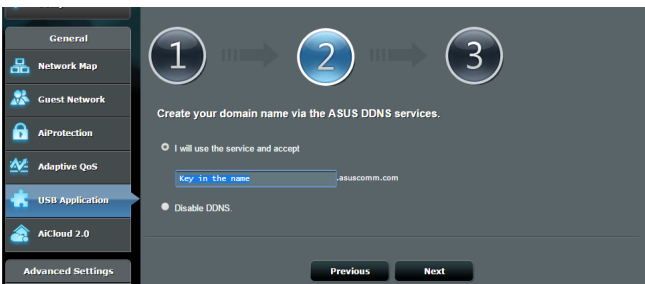 General
Network Map
Guest Network
AiProtection
Adaptive QoS
USB Application
AiCloud 2.0
Advanced Settings
1
2
3
Create your domain name via the ASUS DDNS services.
I will use the service and accept
Key in the name .asuscomm.com
Disable DDNS.
Previous Next